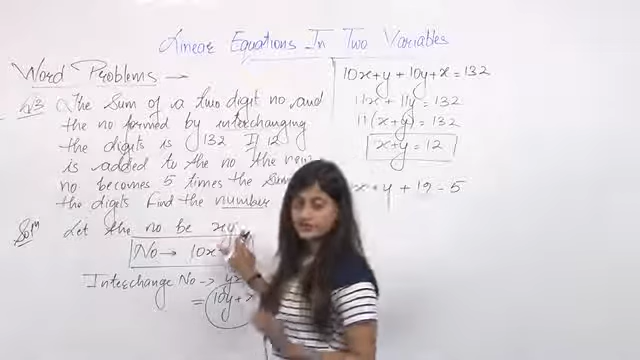 Linear Equations In Two Variables
Word Problems →
Q3 The Sum of a two digit no. and
the no formed by interchanging
the digits is 132 If 12
is added to the no the new
no becomes 5 times the Sum
the digits Find the number
Soln Let the no be xy
No → 10x+
Interchange No → yx
= 10y+x
10x+y+10y+x=132
11x+11y=132
11(x+y)=132
x+y=12
x+y+12=5